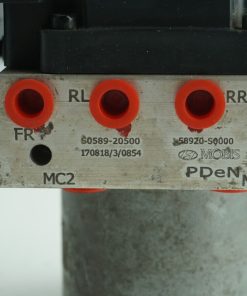 RL RR
FR
S0589-20500 58920-S0000
170818/3/0854 MOBIS
MC2 PDeN